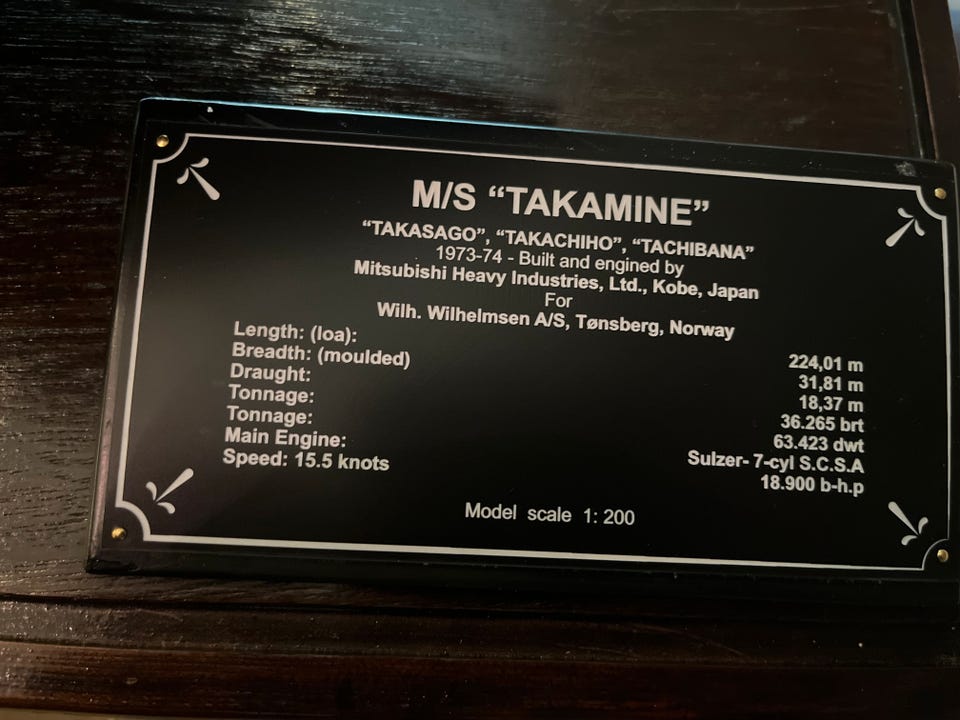 M/S “TAKAMINE”
“TAKASAGO”, “TAKACHIHO”, “TACHIBANA”
1973-74 - Built and engined by
Mitsubishi Heavy Industries, Ltd., Kobe, Japan
For
Wilh. Wilhelmsen A/S, Tønsberg, Norway
Length: (loa): 224,01 m
Breadth: (moulded) 31,81 m
Draught: 18,37 m
Tonnage: 36.265 brt
Tonnage: 63.423 dwt
Main Engine: Sulzer- 7-cyl S.C.S.A
Speed: 15.5 knots 18.900 b-h.p
Model scale 1: 200